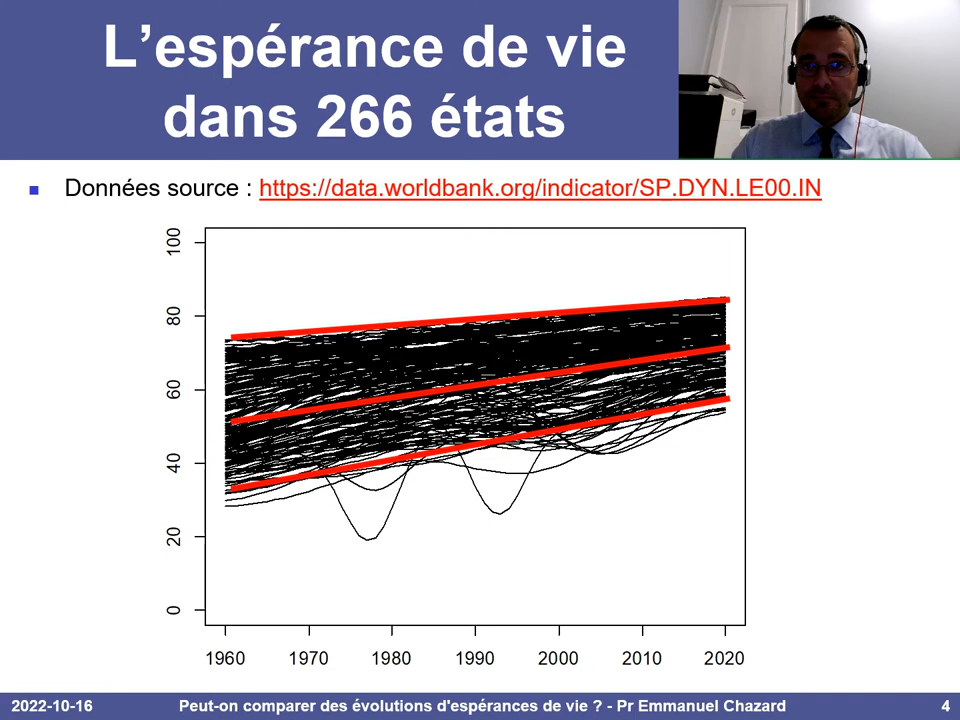 L’espérance de vie
dans 266 états
Données source : https://data.worldbank.org/indicator/SP.DYN.LE00.IN
100
80
60
40
20
0
1960 1970 1980 1990 2000 2010 2020
2022-10-16 Peut-on comparer des évolutions d'espérances de vie ? - Pr Emmanuel Chazard 4